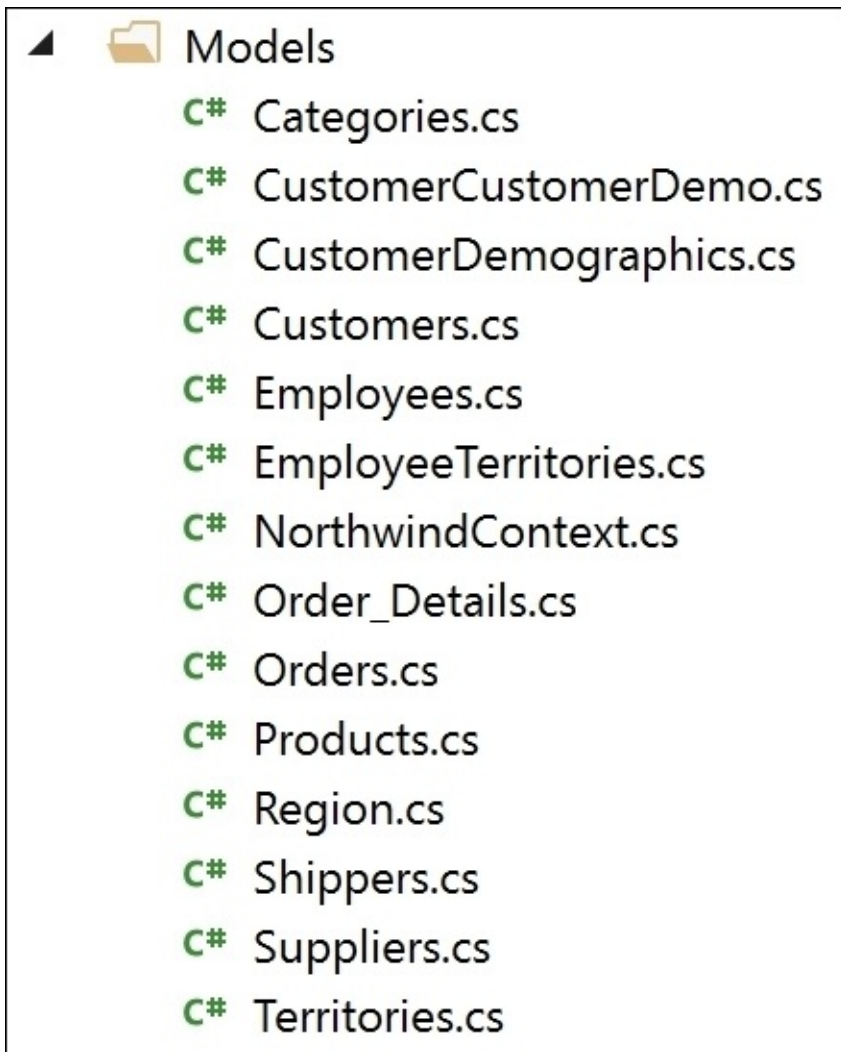 Models
C# Categories.cs
C# CustomerCustomerDemo.cs
C# CustomerDemographics.cs
C# Customers.cs
C# Employees.cs
C# EmployeeTerritories.cs
C# NorthwindContext.cs
C# Order_Details.cs
C# Orders.cs
C# Products.cs
C# Region.cs
C# Shippers.cs
C# Suppliers.cs
C# Territories.cs